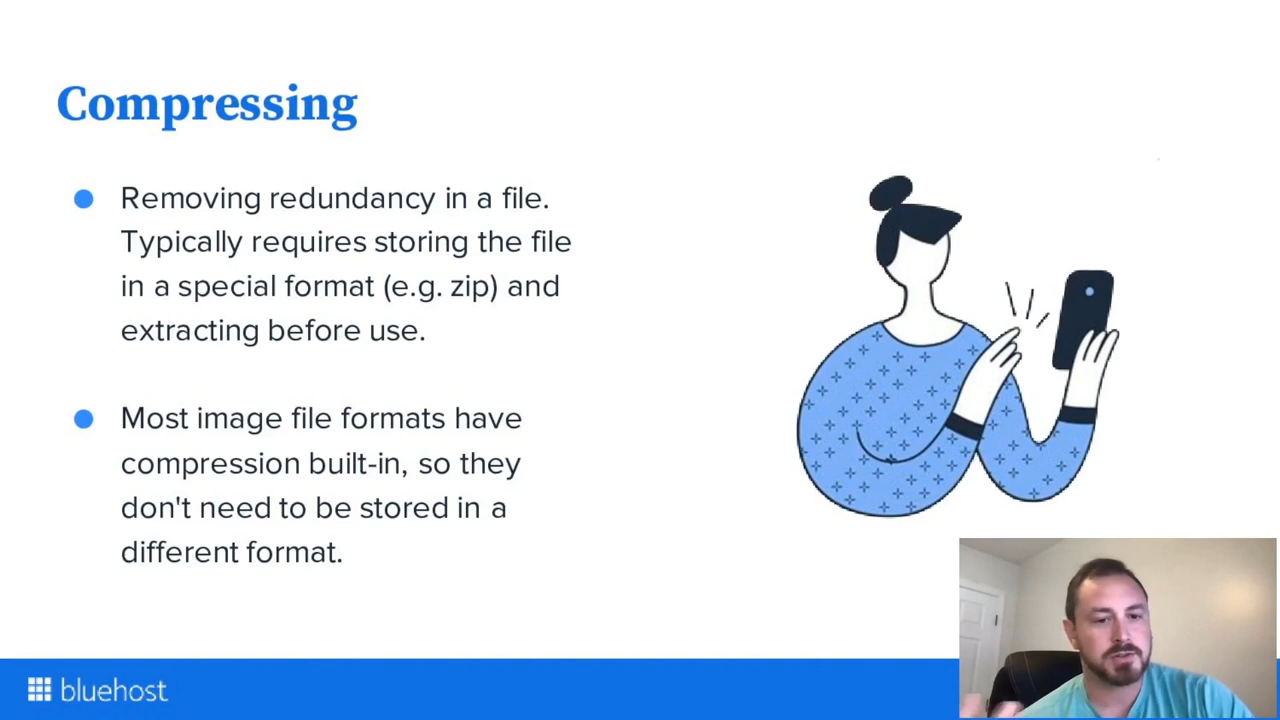 Compressing
Removing redundancy in a file.
Typically requires storing the file
in a special format (e.g. zip) and
extracting before use.
Most image file formats have
compression built-in, so they
don't need to be stored in a
different format.
bluehost